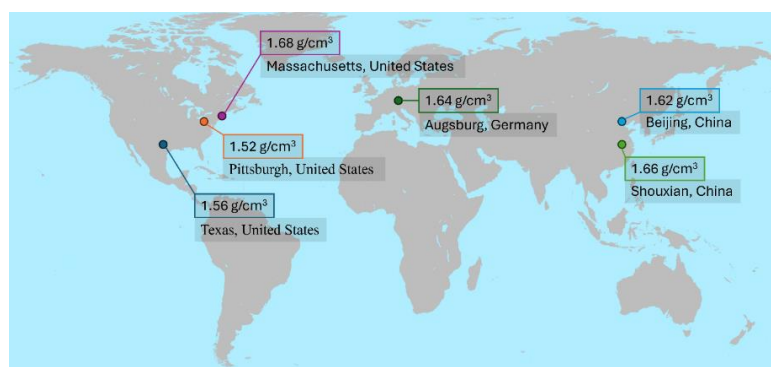 1.68 g/cm³
Massachusetts, United States
1.64 g/cm³
Augsburg, Germany
1.62 g/cm³
Beijing, China
1.52 g/cm³
Pittsburgh, United States
1.66 g/cm³
Shouxian, China
1.56 g/cm³
Texas, United States